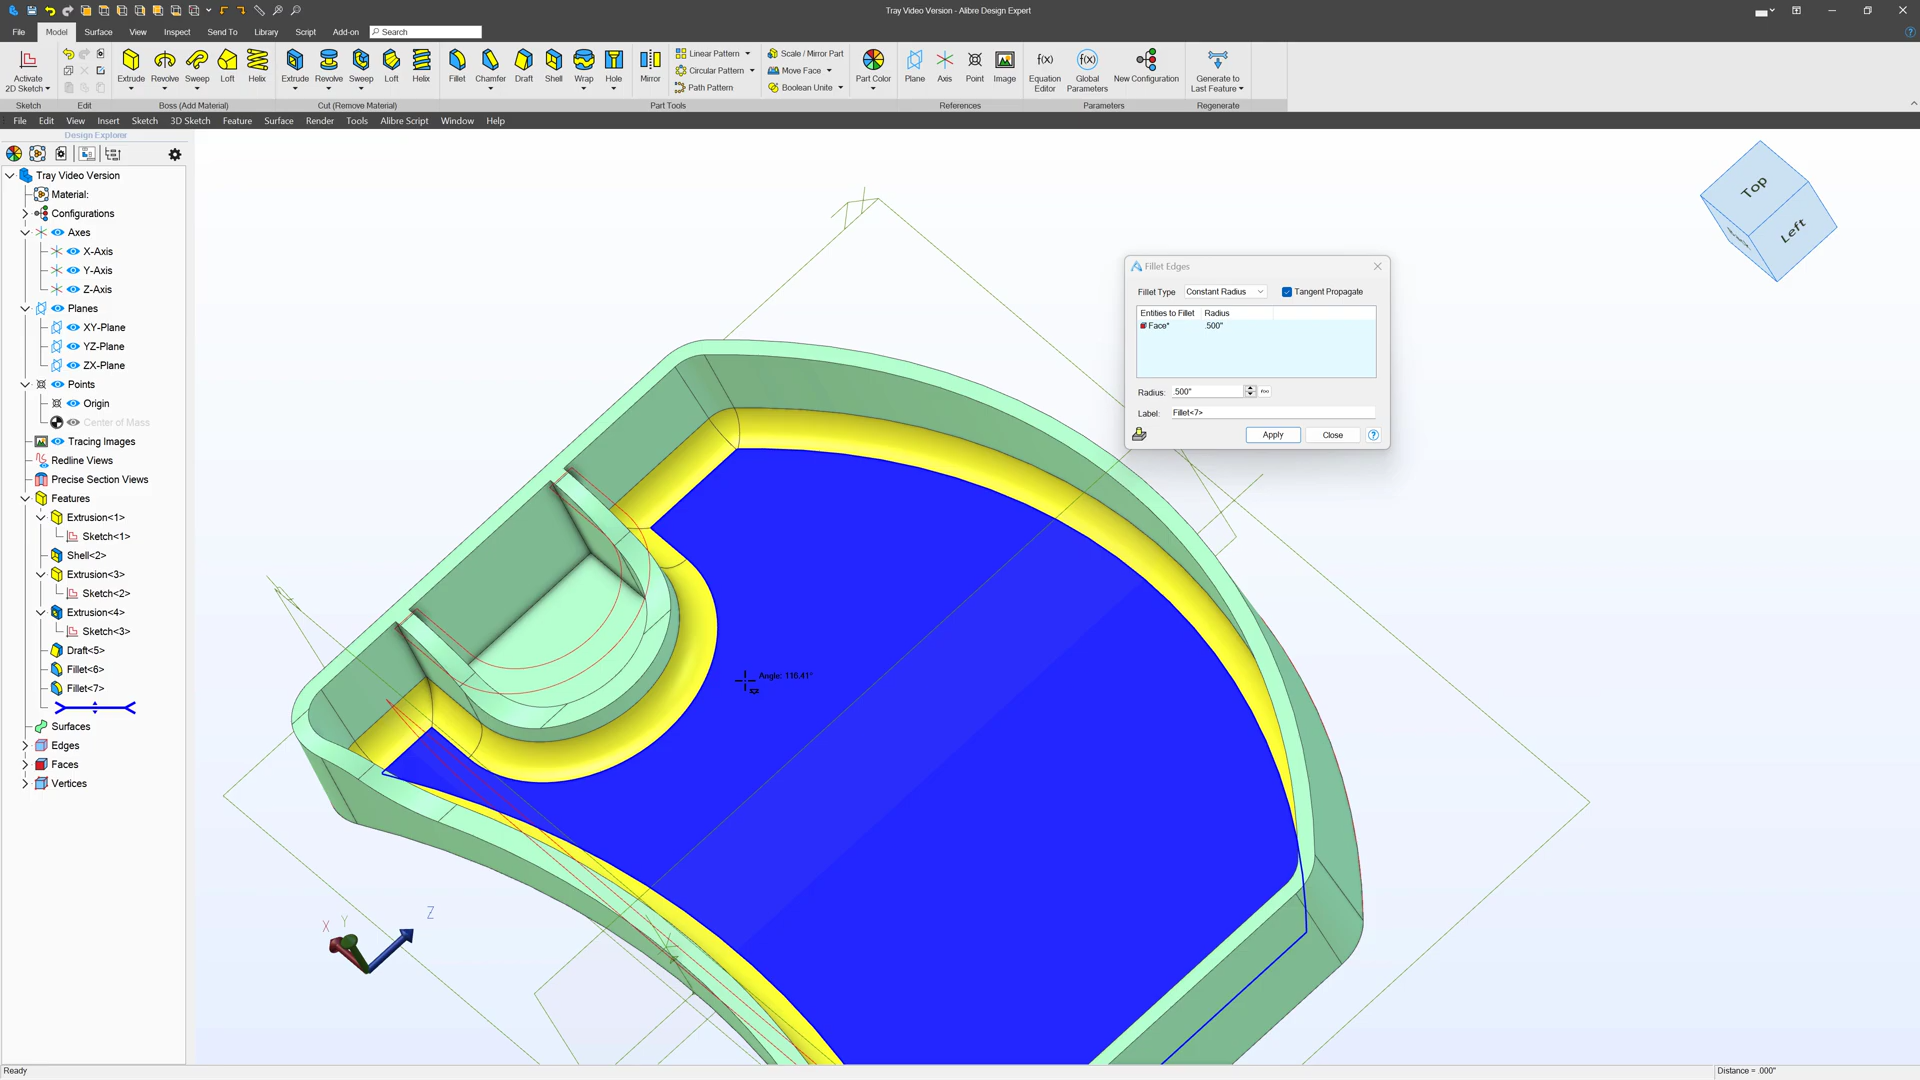 Tray Video Version - Alibre Design Expert
File Model Surface View Inspect Send To Library Script Add-on Search
Activate 2D Sketch
Extrude Revolve Sweep Loft Helix
Extrude Revolve Sweep Loft Helix
Fillet Chamfer Draft Shell Wrap Hole Mirror
Linear Pattern
Circular Pattern
Path Pattern
Scale / Mirror Part
Move Face
Boolean Unite
Part Color
Plane Axis Point Image
Equation Editor
Global Parameters
New Configuration
Generate to Last Feature
Sketch Edit Boss (Add Material) Cut (Remove Material) Part Tools References Parameters Regenerate
File Edit View Insert Sketch 3D Sketch Feature Surface Render Tools Alibre Script Window Help
Design Explorer
Tray Video Version
Material:
Configurations
Axes
X-Axis
Y-Axis
Z-Axis
Planes
XY-Plane
YZ-Plane
ZX-Plane
Points
Origin
Center of Mass
Tracing Images
Redline Views
Precise Section Views
Features
Extrusion<1>
Sketch<1>
Shell<2>
Extrusion<3>
Sketch<2>
Extrusion<4>
Sketch<3>
Draft<5>
Fillet<6>
Fillet<7>
Surfaces
Edges
Faces
Vertices
Top
Left
Fillet Edges
Fillet Type Constant Radius Tangent Propagate
Entities to Fillet Radius
Face* .500"
Radius: .500"
Label: Fillet<7>
Apply Close
Angle: 116.41°
X Y Z
Ready
Distance = .000"